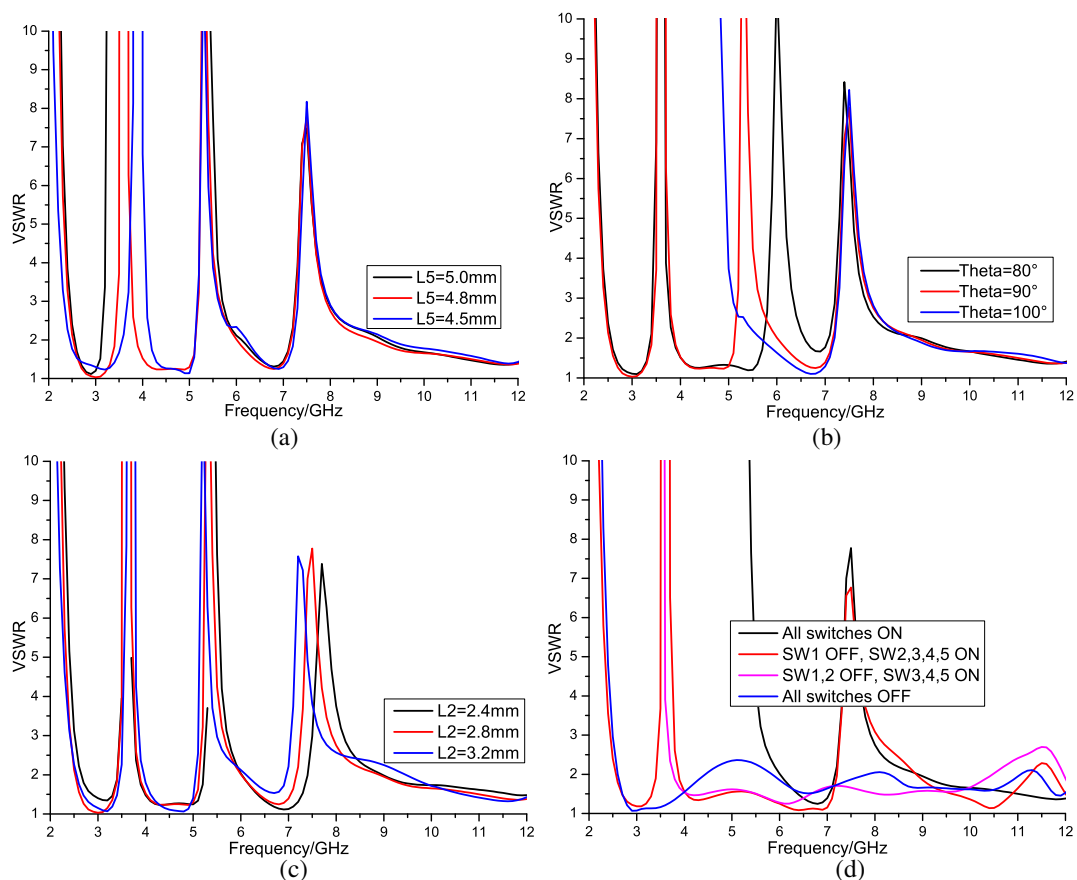 10
9
8
7
6
5
4
3
2
1
VSWR
L5=5.0mm
L5=4.8mm
L5=4.5mm
2 3 4 5 6 7 8 9 10 11 12
Frequency/GHz
(a)
10
9
8
7
6
5
4
3
2
1
VSWR
Theta=80°
Theta=90°
Theta=100°
2 3 4 5 6 7 8 9 10 11 12
Frequency/GHz
(b)
10
9
8
7
6
5
4
3
2
1
VSWR
L2=2.4mm
L2=2.8mm
L2=3.2mm
2 3 4 5 6 7 8 9 10 11 12
Frequency/GHz
(c)
10
9
8
7
6
5
4
3
2
1
VSWR
All switches ON
SW1 OFF, SW2,3,4,5 ON
SW1,2 OFF, SW3,4,5 ON
All switches OFF
2 3 4 5 6 7 8 9 10 11 12
Frequency/GHz
(d)